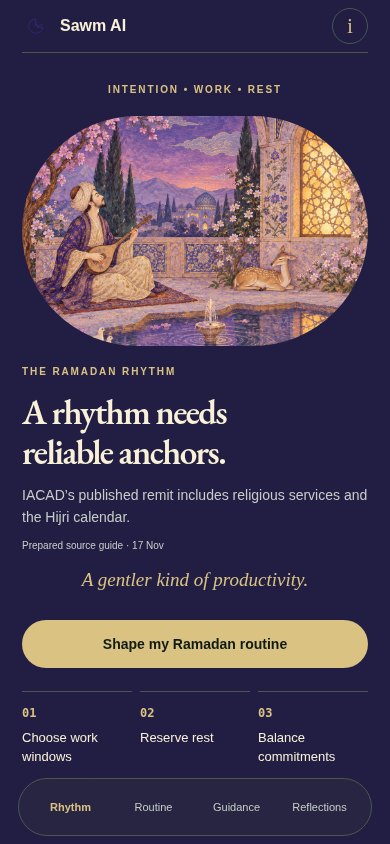 Sawm AI
i
INTENTION • WORK • REST
THE RAMADAN RHYTHM
A rhythm needs
reliable anchors.
IACAD's published remit includes religious services and
the Hijri calendar.
Prepared source guide · 17 Nov
A gentler kind of productivity.
Shape my Ramadan routine
01
Choose work
windows
02
Reserve rest
03
Balance
commitments
Rhythm
Routine
Guidance
Reflections